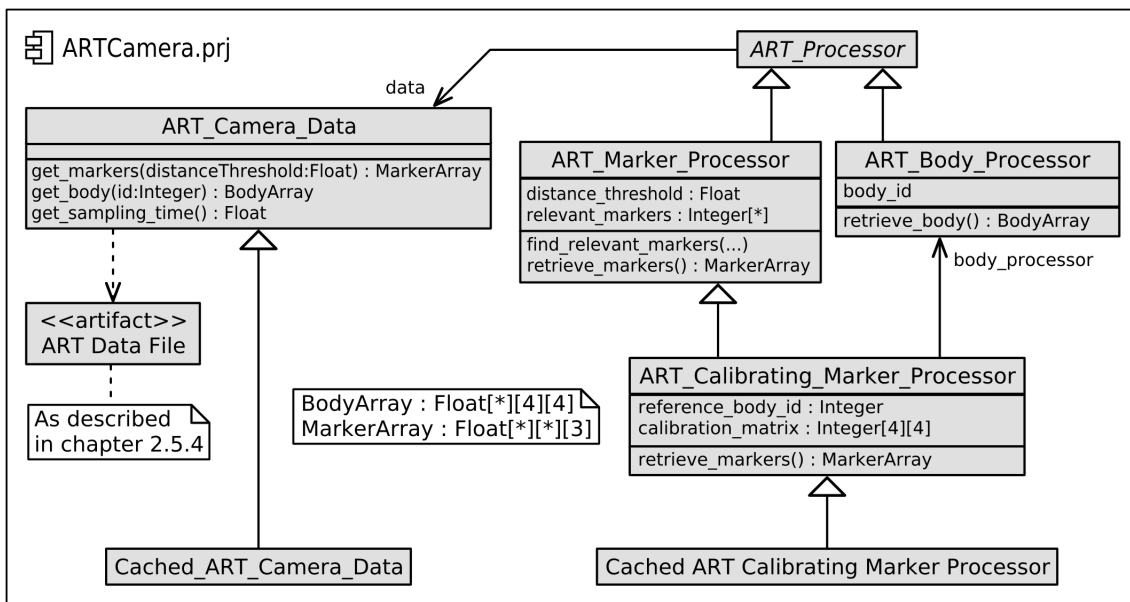 ARTCamera.prj
ART_Processor
data
ART_Camera_Data
get_markers(distanceThreshold:Float) : MarkerArray
get_body(id:Integer) : BodyArray
get_sampling_time() : Float
ART_Marker_Processor
distance_threshold : Float
relevant_markers : Integer[*]
find_relevant_markers(...)
retrieve_markers() : MarkerArray
ART_Body_Processor
body_id
retrieve_body() : BodyArray
body_processor
<<artifact>>
ART Data File
As described
in chapter 2.5.4
BodyArray : Float[*][4][4]
MarkerArray : Float[*][*][3]
ART_Calibrating_Marker_Processor
reference_body_id : Integer
calibration_matrix : Integer[4][4]
retrieve_markers() : MarkerArray
Cached_ART_Camera_Data
Cached ART Calibrating Marker Processor